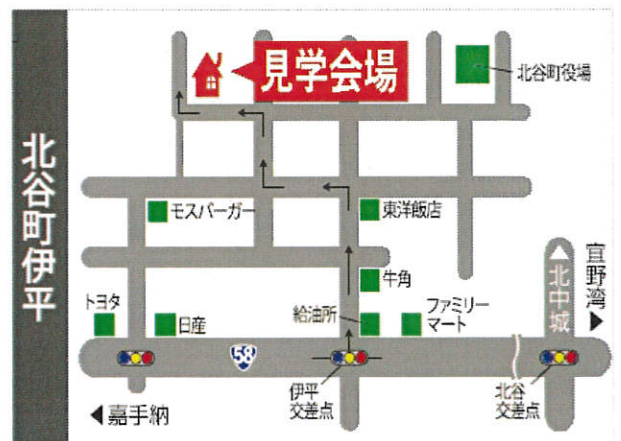 北谷町伊平
見学会場
北谷町役場
モスバーガー
東洋飯店
牛角
ファミリー
マート
給油所
トヨタ
日産
58
伊平
交差点
北谷
交差点
北中城
宜野湾
嘉手納